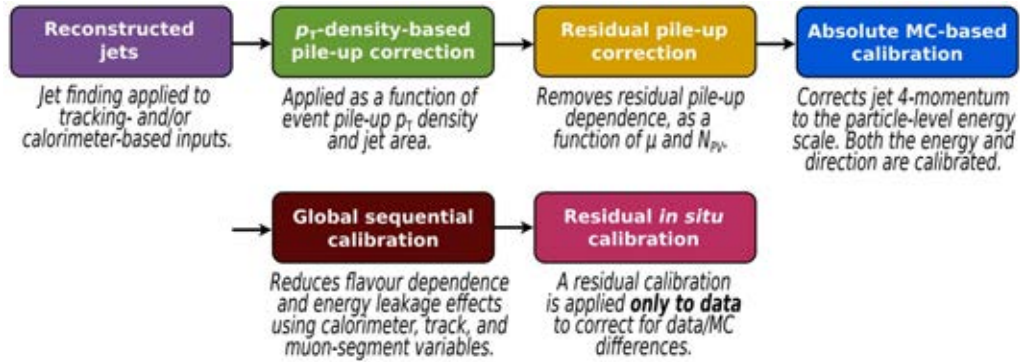 Reconstructed
jets
Jet finding applied to
tracking- and/or
calorimeter-based inputs.
pT-density-based
pile-up correction
Applied as a function of
event pile-up pT density
and jet area.
Residual pile-up
correction
Removes residual pile-up
dependence, as a
function of μ and NPV.
Absolute MC-based
calibration
Corrects jet 4-momentum
to the particle-level energy
scale. Both the energy and
direction are calibrated.
Global sequential
calibration
Reduces flavour dependence
and energy leakage effects
using calorimeter, track, and
muon-segment variables.
Residual in situ
calibration
A residual calibration
is applied only to data
to correct for data/MC
differences.